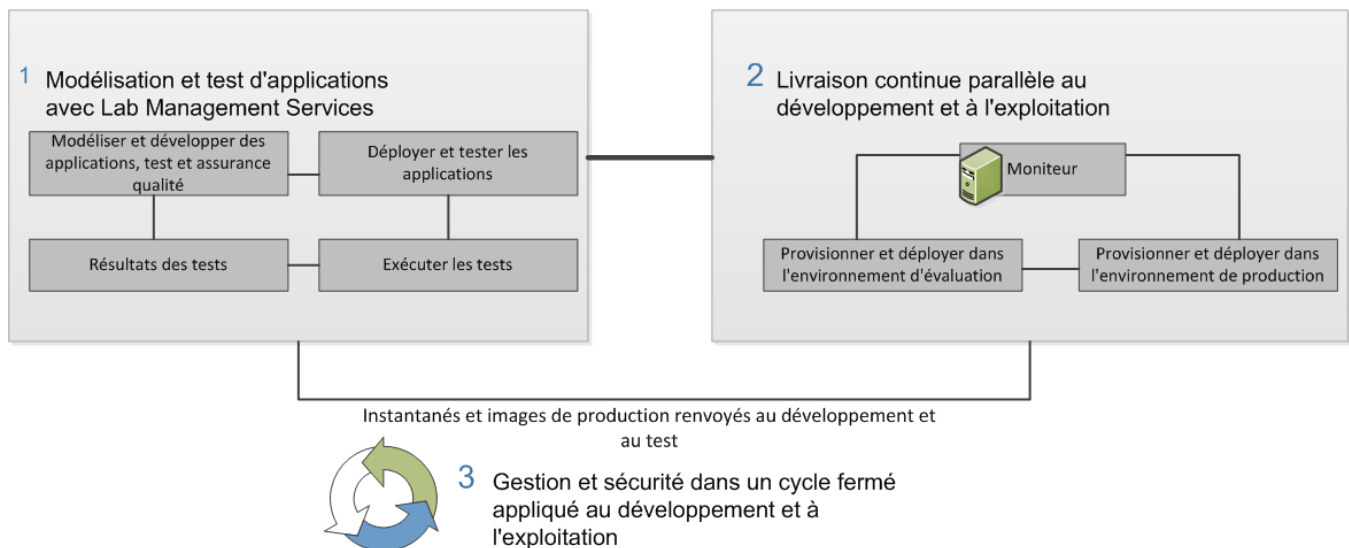 1 Modélisation et test d'applications
avec Lab Management Services
Modéliser et développer des
applications, test et assurance
qualité
Déployer et tester les
applications
Résultats des tests
Exécuter les tests
2 Livraison continue parallèle au
développement et à l'exploitation
Moniteur
Provisionner et déployer dans
l'environnement d'évaluation
Provisionner et déployer dans
l'environnement de production
Instantanés et images de production renvoyés au développement et
au test
3 Gestion et sécurité dans un cycle fermé
appliqué au développement et à
l'exploitation